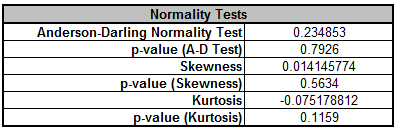 Normality Tests
Anderson-Darling Normality Test 0.234853
p-value (A-D Test) 0.7926
Skewness 0.014145774
p-value (Skewness) 0.5634
Kurtosis -0.075178812
p-value (Kurtosis) 0.1159